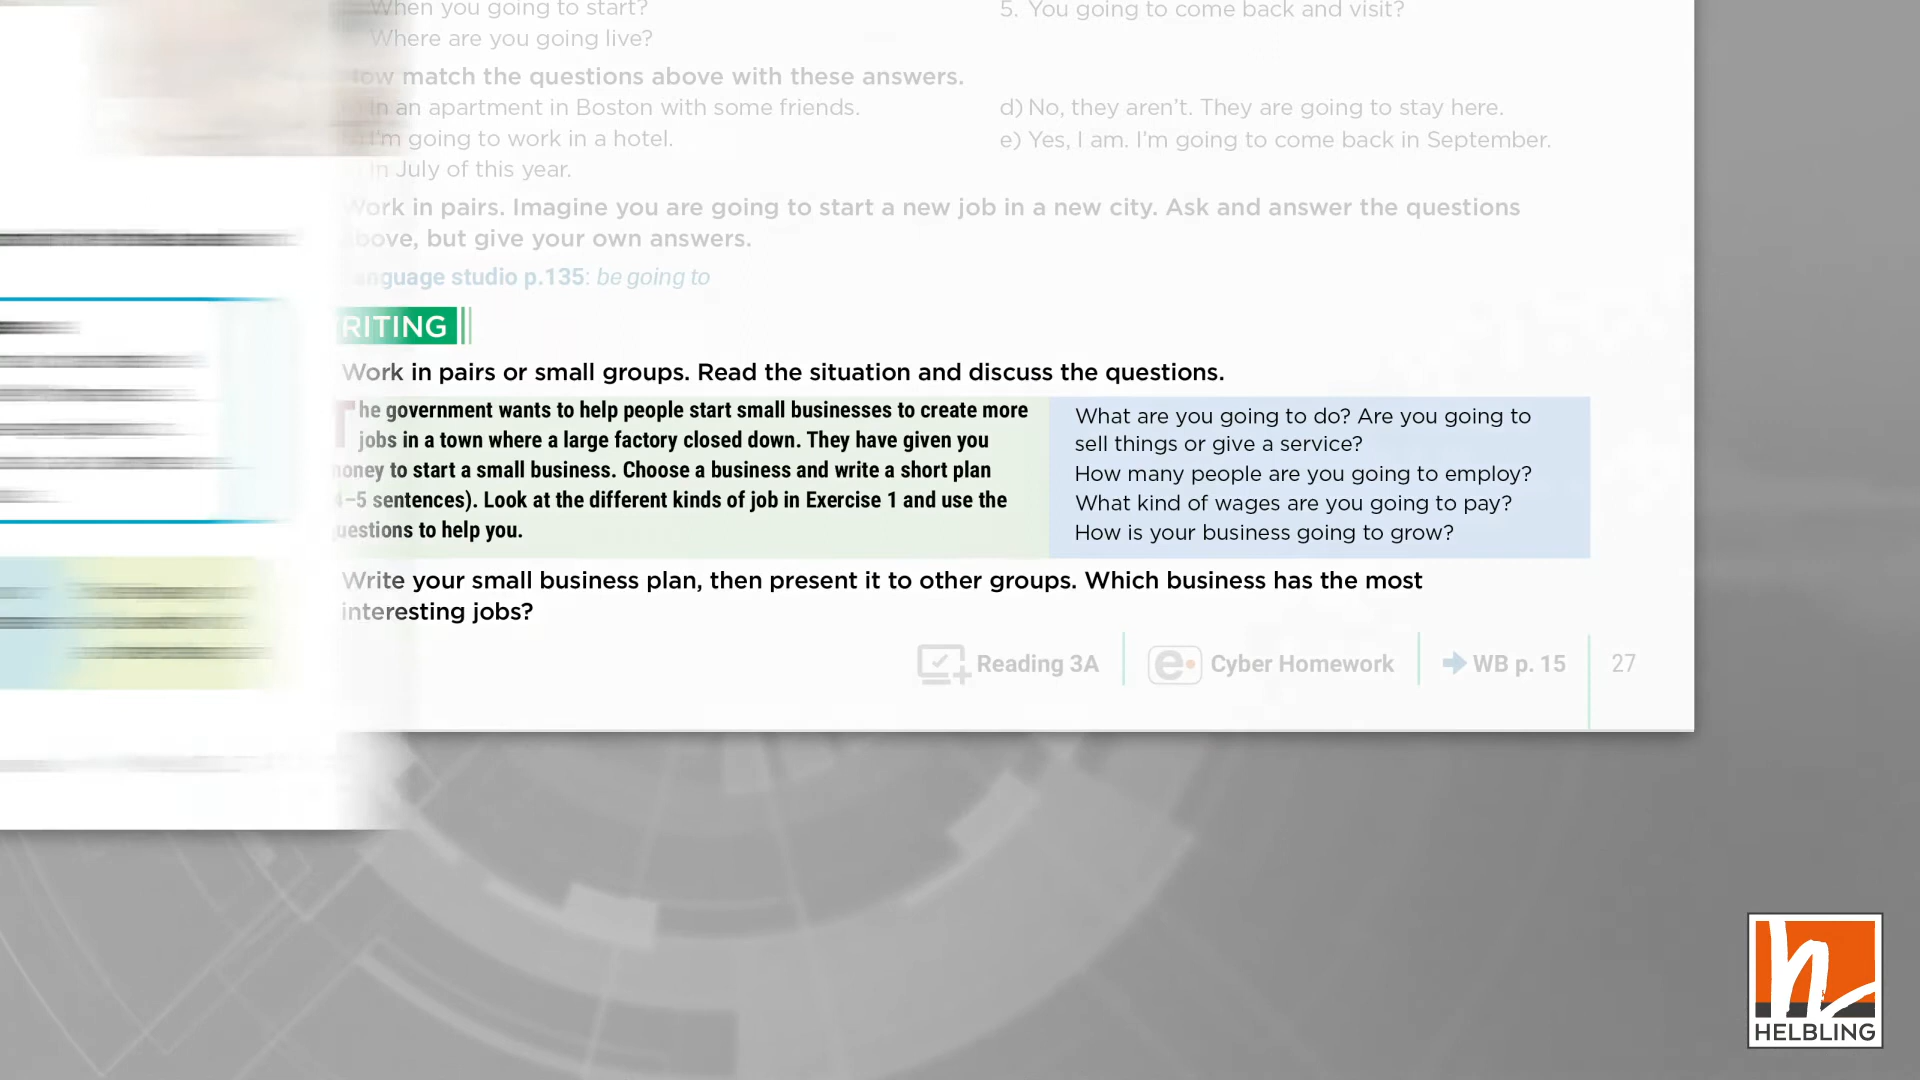 When you going to start?
5. You going to come back and visit?
Where are you going live?
Now match the questions above with these answers.
In an apartment in Boston with some friends.
d) No, they aren't. They are going to stay here.
I'm going to work in a hotel.
e) Yes, I am. I'm going to come back in September.
In July of this year.
Work in pairs. Imagine you are going to start a new job in a new city. Ask and answer the questions
above, but give your own answers.
Language studio p.135: be going to
RITING
Work in pairs or small groups. Read the situation and discuss the questions.
The government wants to help people start small businesses to create more
jobs in a town where a large factory closed down. They have given you
money to start a small business. Choose a business and write a short plan
(4–5 sentences). Look at the different kinds of job in Exercise 1 and use the
questions to help you.
What are you going to do? Are you going to
sell things or give a service?
How many people are you going to employ?
What kind of wages are you going to pay?
How is your business going to grow?
Write your small business plan, then present it to other groups. Which business has the most
interesting jobs?
Reading 3A
e Cyber Homework
WB p. 15
27
h
HELBLING